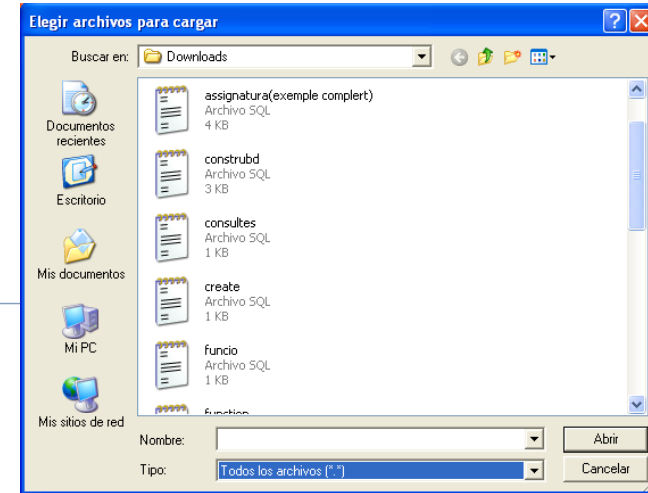 Elegir archivos para cargar
Buscar en:
Downloads
Documentos
recientes
Escritorio
Mis documentos
Mi PC
Mis sitios de red
assignatura(exemple complert)
Archivo SQL
4 KB
construbd
Archivo SQL
3 KB
consultes
Archivo SQL
1 KB
create
Archivo SQL
1 KB
funcio
Archivo SQL
1 KB
function
Nombre:
Abrir
Tipo:
Todos los archivos (*.*)
Cancelar